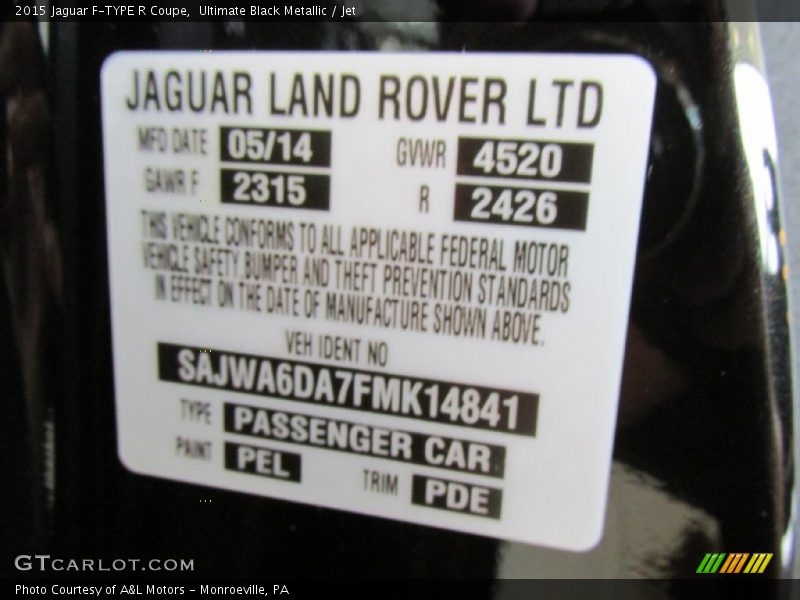 2015 Jaguar F-TYPE R Coupe, Ultimate Black Metallic / Jet
JAGUAR LAND ROVER LTD
MFD DATE 05/14 GVWR 4520
GAWR F 2315 R 2426
THIS VEHICLE CONFORMS TO ALL APPLICABLE FEDERAL MOTOR
VEHICLE SAFETY, BUMPER AND THEFT PREVENTION STANDARDS
IN EFFECT ON THE DATE OF MANUFACTURE SHOWN ABOVE.
VEH IDENT NO
SAJWA6DA7FMK14841
TYPE PASSENGER CAR
PAINT PEL TRIM PDE
GTCARLOT.COM
Photo Courtesy of A&L Motors - Monroeville, PA